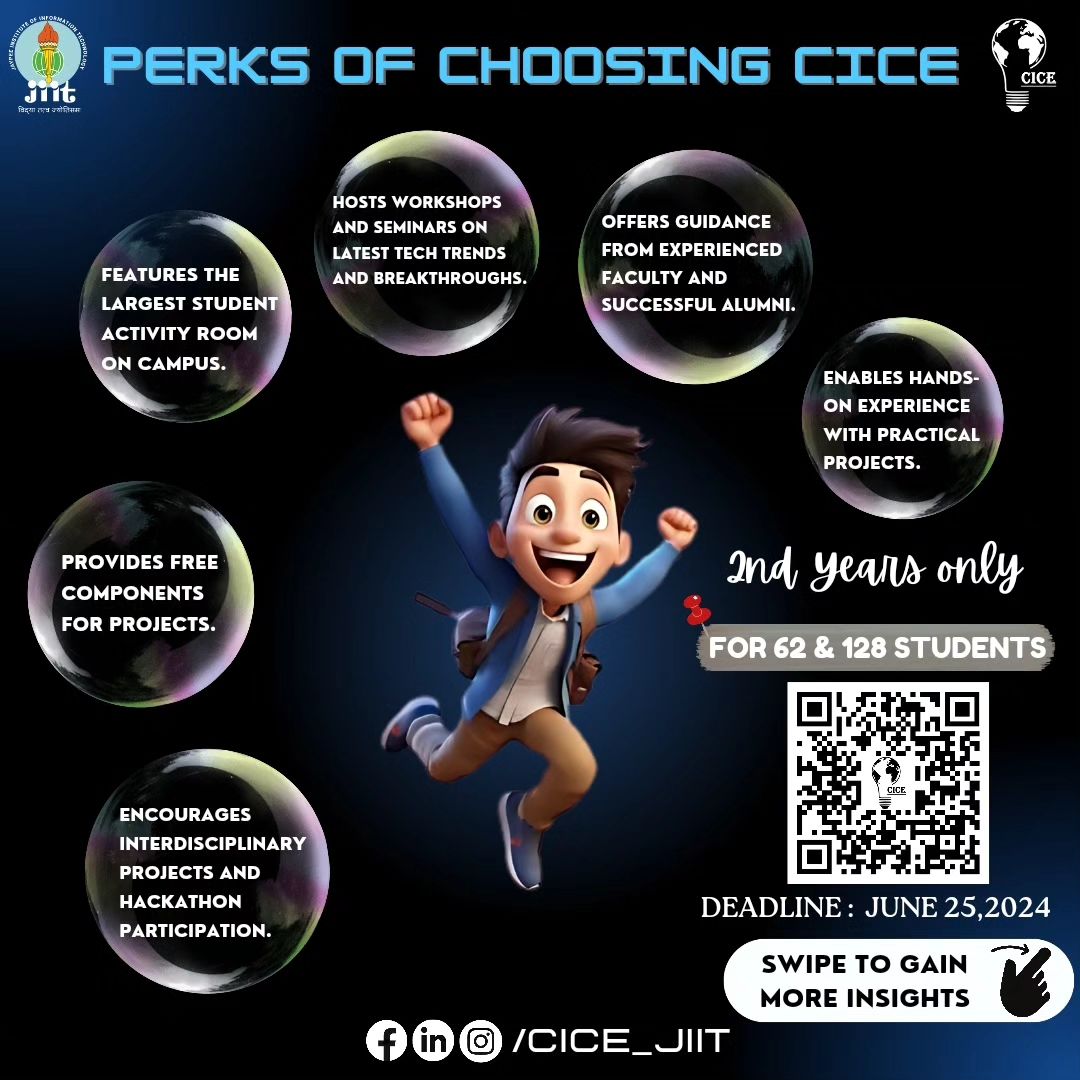 JAYPEE INSTITUTE OF INFORMATION TECHNOLOGY
jiit
विद्या तत्व ज्योतिसमः
PERKS OF CHOOSING CICE
CICE
HOSTS WORKSHOPS
AND SEMINARS ON
LATEST TECH TRENDS
AND BREAKTHROUGHS.
OFFERS GUIDANCE
FROM EXPERIENCED
FACULTY AND
SUCCESSFUL ALUMNI.
FEATURES THE
LARGEST STUDENT
ACTIVITY ROOM
ON CAMPUS.
ENABLES HANDS-
ON EXPERIENCE
WITH PRACTICAL
PROJECTS.
PROVIDES FREE
COMPONENTS
FOR PROJECTS.
2nd Years only
FOR 62 & 128 STUDENTS
CICE
ENCOURAGES
INTERDISCIPLINARY
PROJECTS AND
HACKATHON
PARTICIPATION.
DEADLINE : JUNE 25,2024
SWIPE TO GAIN
MORE INSIGHTS
/CICE_JIIT